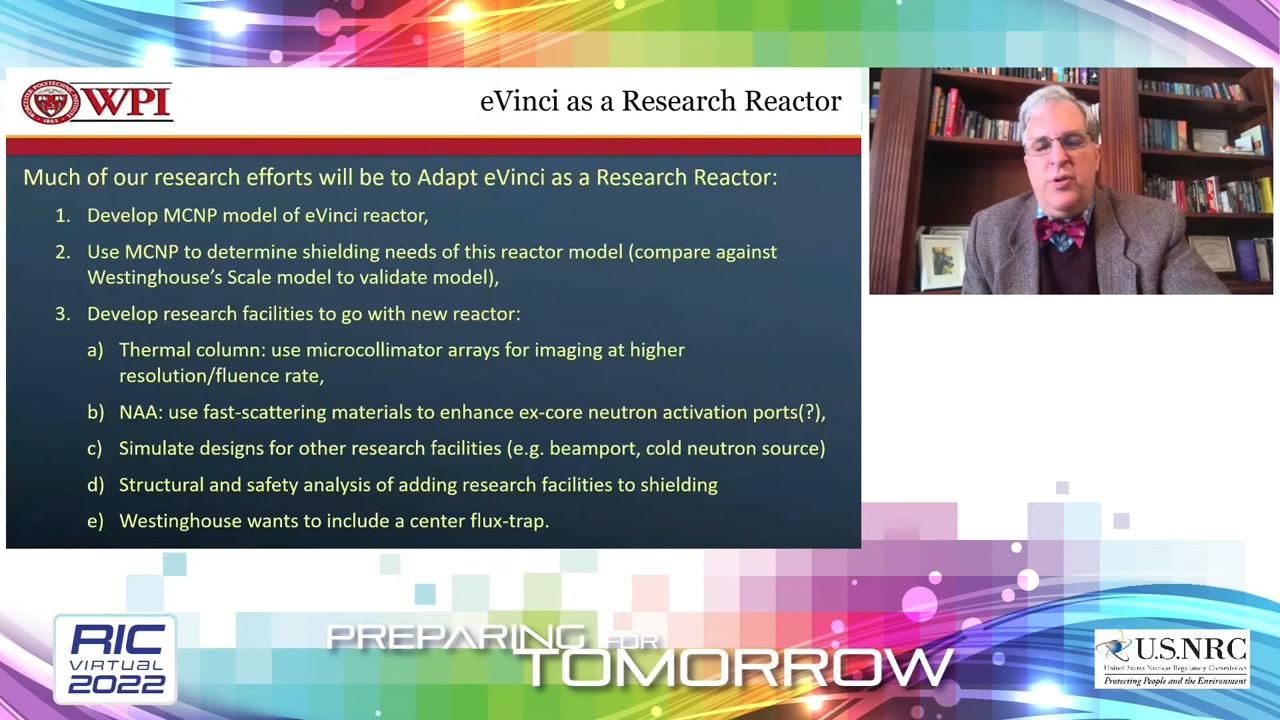 WPI
eVinci as a Research Reactor
Much of our research efforts will be to Adapt eVinci as a Research Reactor:
1. Develop MCNP model of eVinci reactor,
2. Use MCNP to determine shielding needs of this reactor model (compare against
Westinghouse’s Scale model to validate model),
3. Develop research facilities to go with new reactor:
a) Thermal column: use microcollimator arrays for imaging at higher
resolution/fluence rate,
b) NAA: use fast-scattering materials to enhance ex-core neutron activation ports(?),
c) Simulate designs for other research facilities (e.g. beamport, cold neutron source)
d) Structural and safety analysis of adding research facilities to shielding
e) Westinghouse wants to include a center flux-trap.
RIC
VIRTUAL
2022
PREPARING FOR
TOMORROW
U.S.NRC
United States Nuclear Regulatory Commission
Protecting People and the Environment